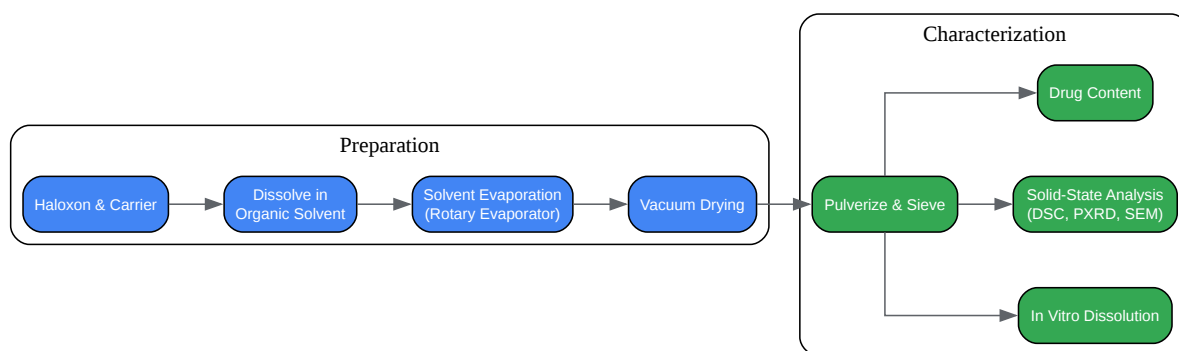 Preparation
Haloxon & Carrier
Dissolve in
Organic Solvent
Solvent Evaporation
(Rotary Evaporator)
Vacuum Drying
Characterization
Pulverize & Sieve
Drug Content
Solid-State Analysis
(DSC, PXRD, SEM)
In Vitro Dissolution